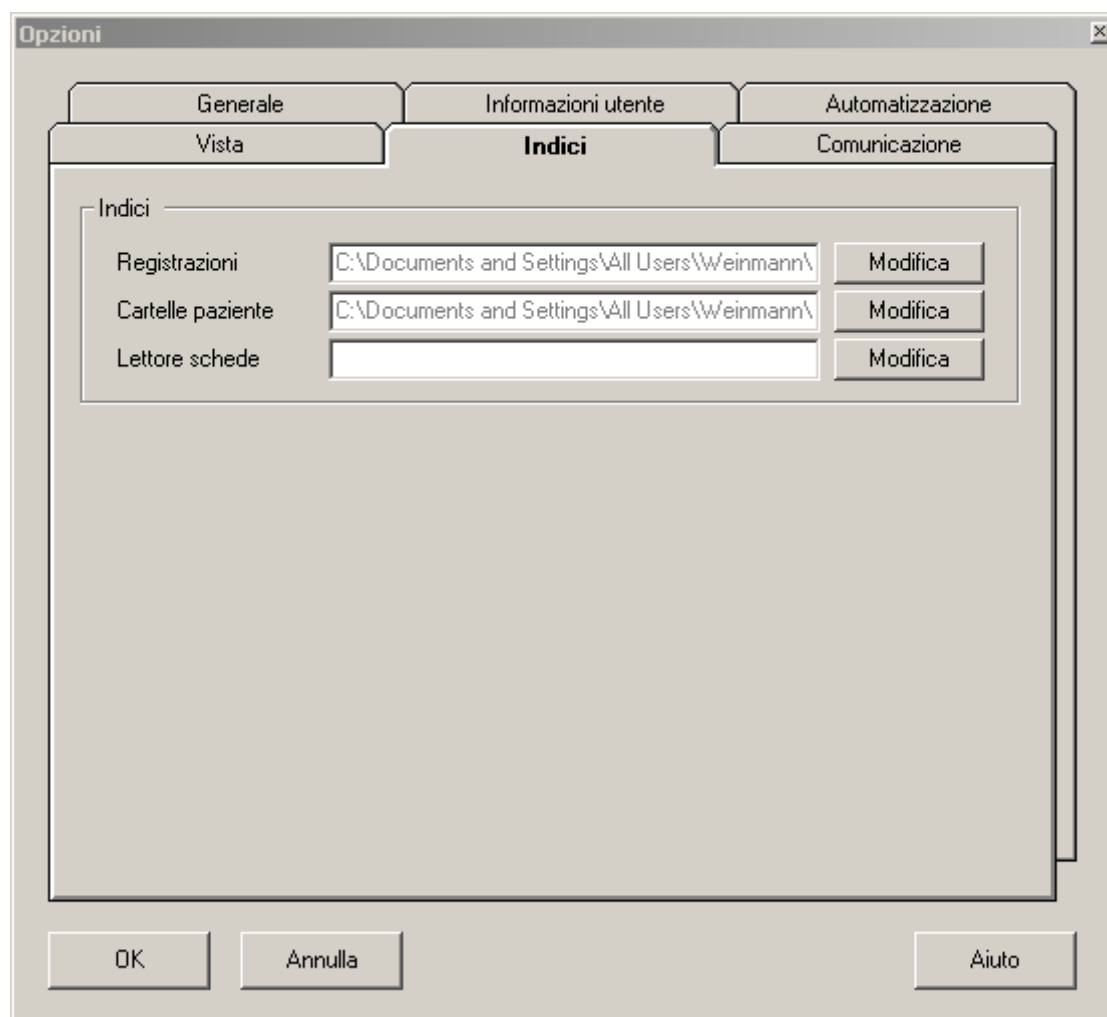 Opzioni
Generale Informazioni utente Automatizzazione
Vista Indici Comunicazione
Indici
Registrazioni C:\Documents and Settings\All Users\Weinmann\ Modifica
Cartelle paziente C:\Documents and Settings\All Users\Weinmann\ Modifica
Lettore schede Modifica
OK Annulla Aiuto